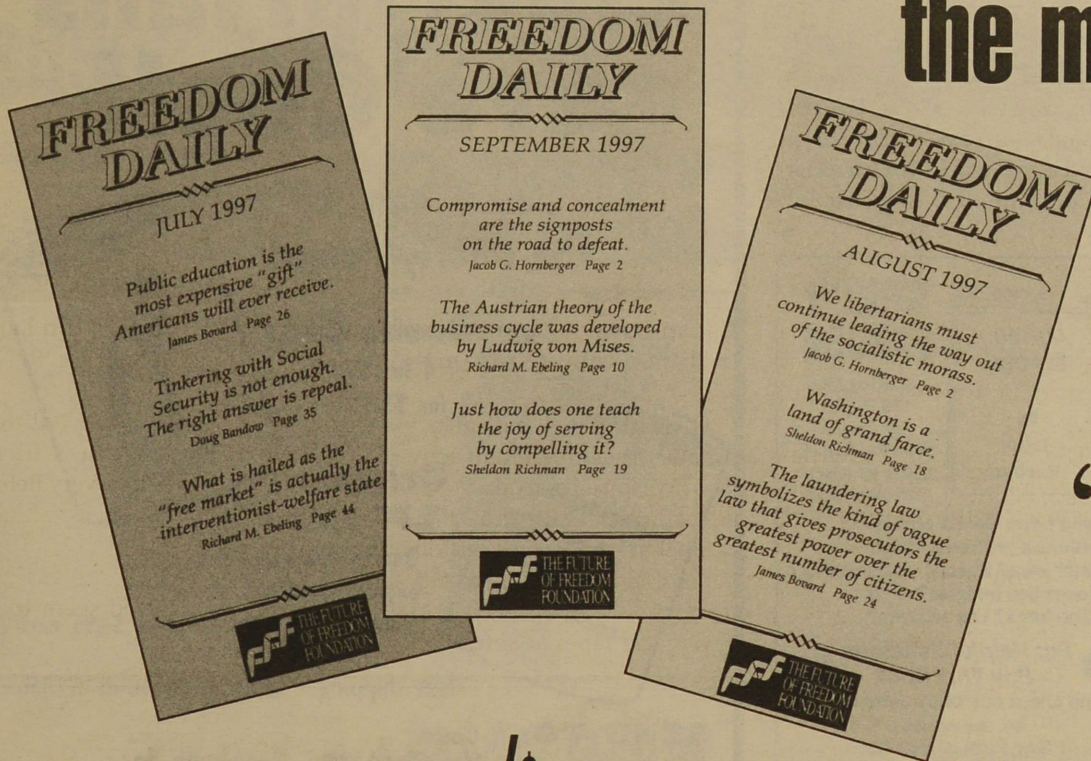 the m
FREEDOM
DAILY
JULY 1997
Public education is the
most expensive "gift"
Americans will ever receive.
James Bovard Page 26
Tinkering with Social
Security is not enough.
The right answer is repeal.
Doug Bandow Page 35
What is hailed as the
"free market" is actually the
interventionist-welfare state.
Richard M. Ebeling Page 44
FFF THE FUTURE
OF FREEDOM
FOUNDATION
FREEDOM
DAILY
SEPTEMBER 1997
Compromise and concealment
are the signposts
on the road to defeat.
Jacob G. Hornberger Page 2
The Austrian theory of the
business cycle was developed
by Ludwig von Mises.
Richard M. Ebeling Page 10
Just how does one teach
the joy of serving
by compelling it?
Sheldon Richman Page 19
FFF THE FUTURE
OF FREEDOM
FOUNDATION
FREEDOM
DAILY
AUGUST 1997
We libertarians must
continue leading the way out
of the socialistic morass.
Jacob G. Hornberger Page 2
Washington is a
land of grand farce.
Sheldon Richman Page 18
The laundering law
symbolizes the kind of vague
law that gives prosecutors the
greatest power over the
greatest number of citizens.
James Bovard Page 24
FFF THE FUTURE
OF FREEDOM
FOUNDATION